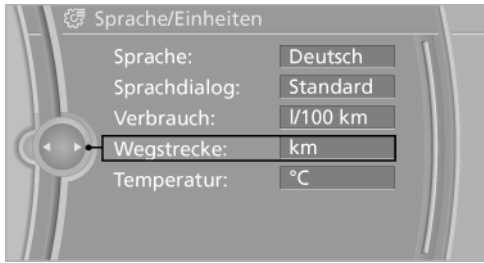 Sprache/Einheiten
Sprache: Deutsch
Sprachdialog: Standard
Verbrauch: l/100 km
Wegstrecke: km
Temperatur: °C